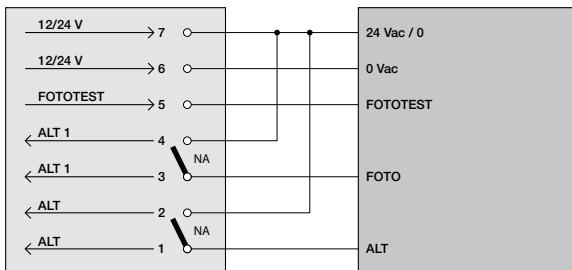 12/24 V 7 24 Vac / 0
12/24 V 6 0 Vac
FOTOTEST 5 FOTOTEST
ALT 1 4
NA
ALT 1 3 FOTO
ALT 2
NA
ALT 1 ALT